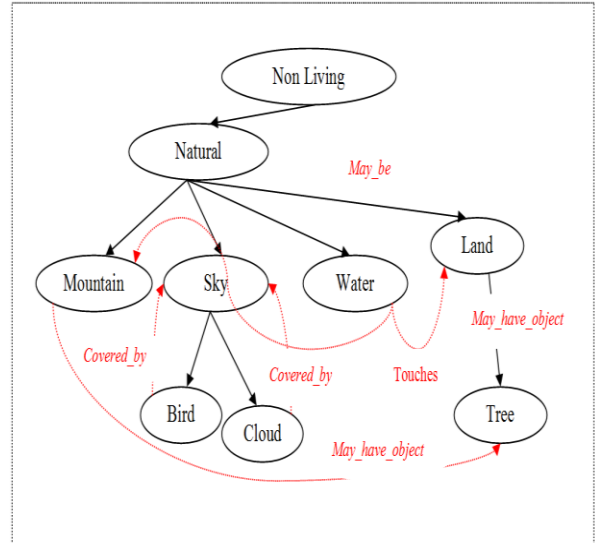 Non Living
Natural
May_be
Land
Mountain
Sky
Water
May_have_object
Covered_by
Covered_by
Touches
Bird
Cloud
Tree
May_have_object